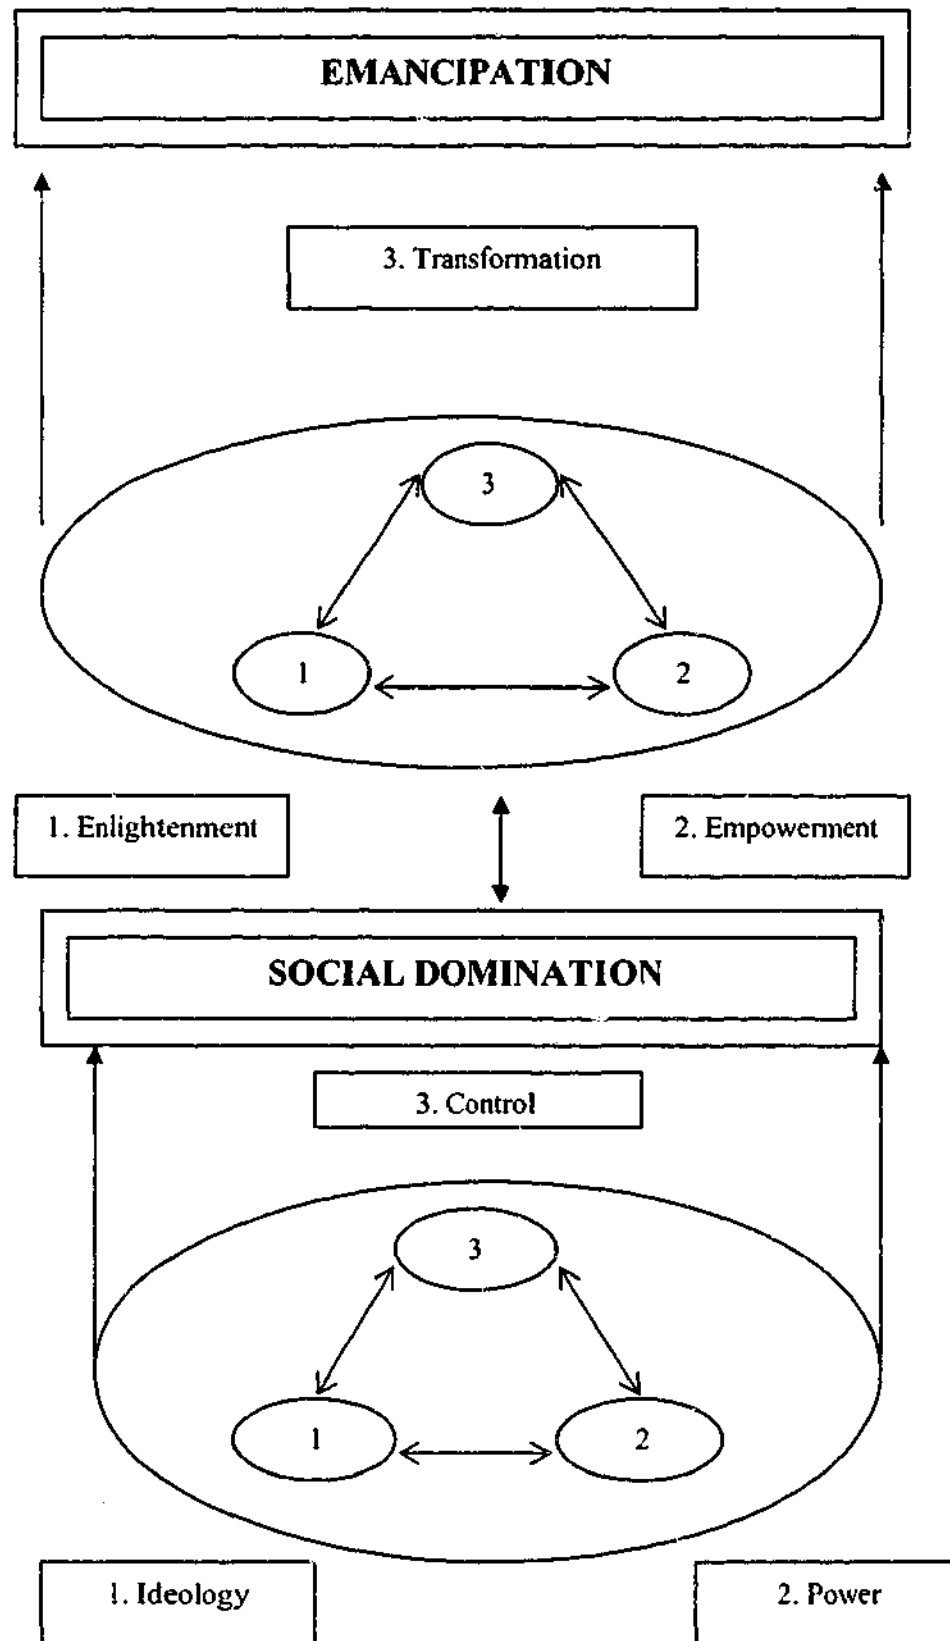 EMANCIPATION
3. Transformation
3
1
2
1. Enlightenment
2. Empowerment
SOCIAL DOMINATION
3. Control
3
1
2
1. Ideology
2. Power